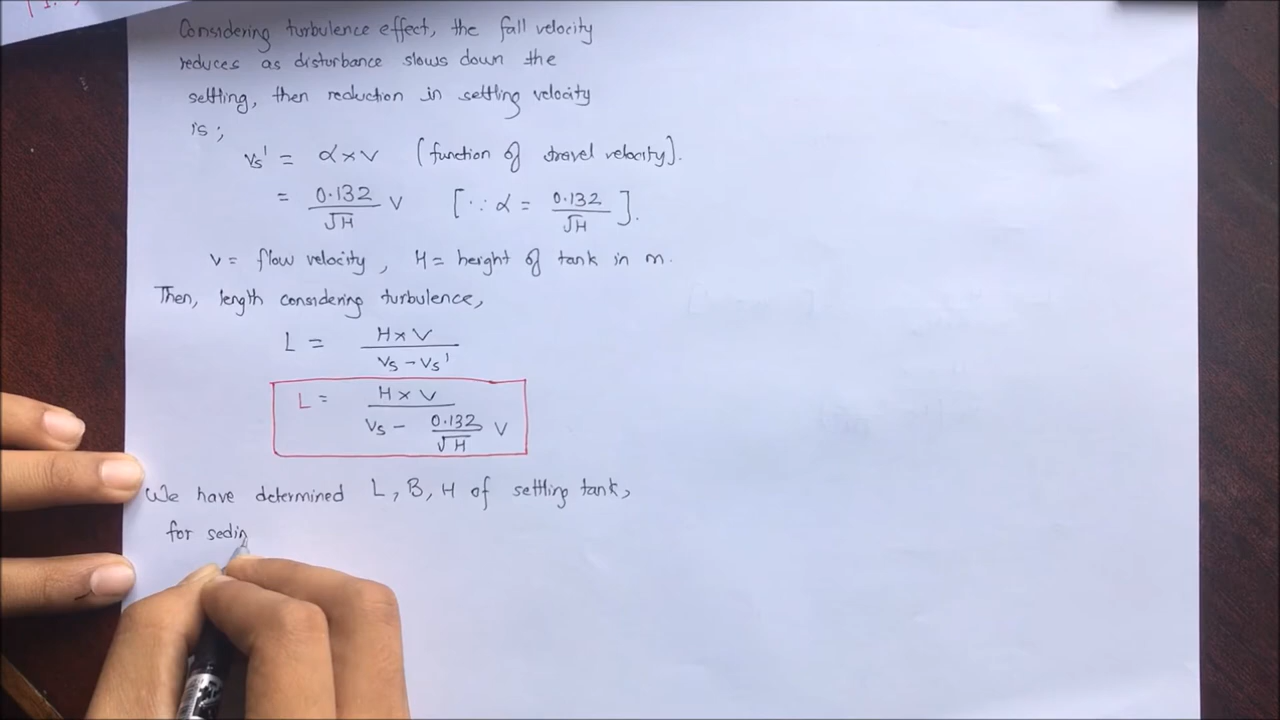 Considering turbulence effect, the fall velocity
reduces as disturbance slows down the
settling, then reduction in settling velocity
is;
Vs' = α×V (function of travel velocity).
= 0.132/√H V [∵ α = 0.132/√H].
V = flow velocity, H = height of tank in m.
Then, length considering turbulence,
L = H×V / Vs - Vs'
L = H×V / Vs - 0.132/√H V
We have determined L, B, H of settling tank,
for sedin